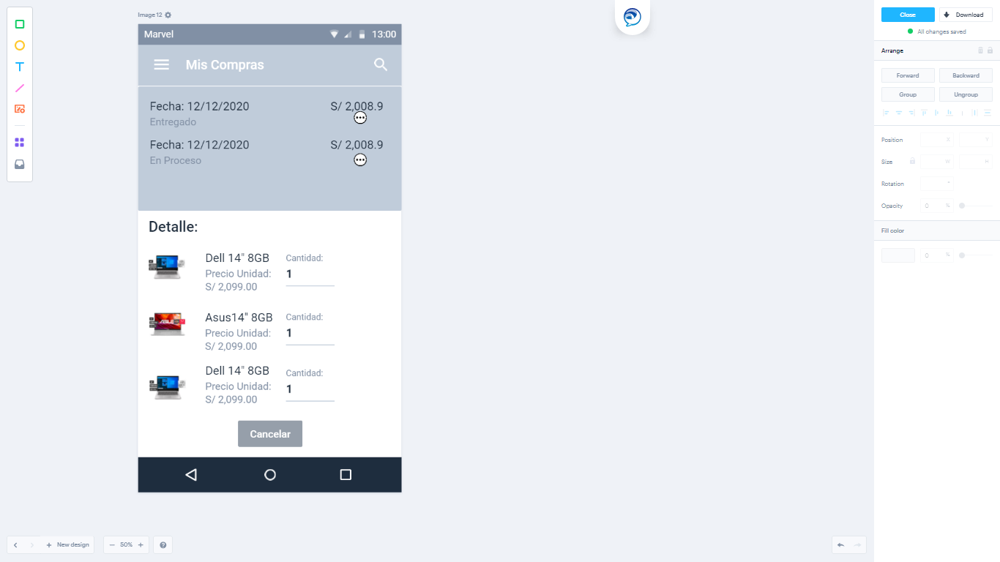 Image 12
Close
Download
All changes saved
Marvel
13:00
Mis Compras
Arrange
Forward
Backward
Group
Ungroup
Fecha: 12/12/2020
S/ 2,008.9
Entregado
Fecha: 12/12/2020
S/ 2,008.9
En Proceso
Position
X
Y
Size
W
H
Rotation
°
Opacity
0
%
Fill color
0
%
Detalle:
Dell 14" 8GB
Precio Unidad:
S/ 2,099.00
Cantidad:
1
Asus14" 8GB
Precio Unidad:
S/ 2,099.00
Cantidad:
1
Dell 14" 8GB
Precio Unidad:
S/ 2,099.00
Cantidad:
1
Cancelar
+ New design
— 50% +
?